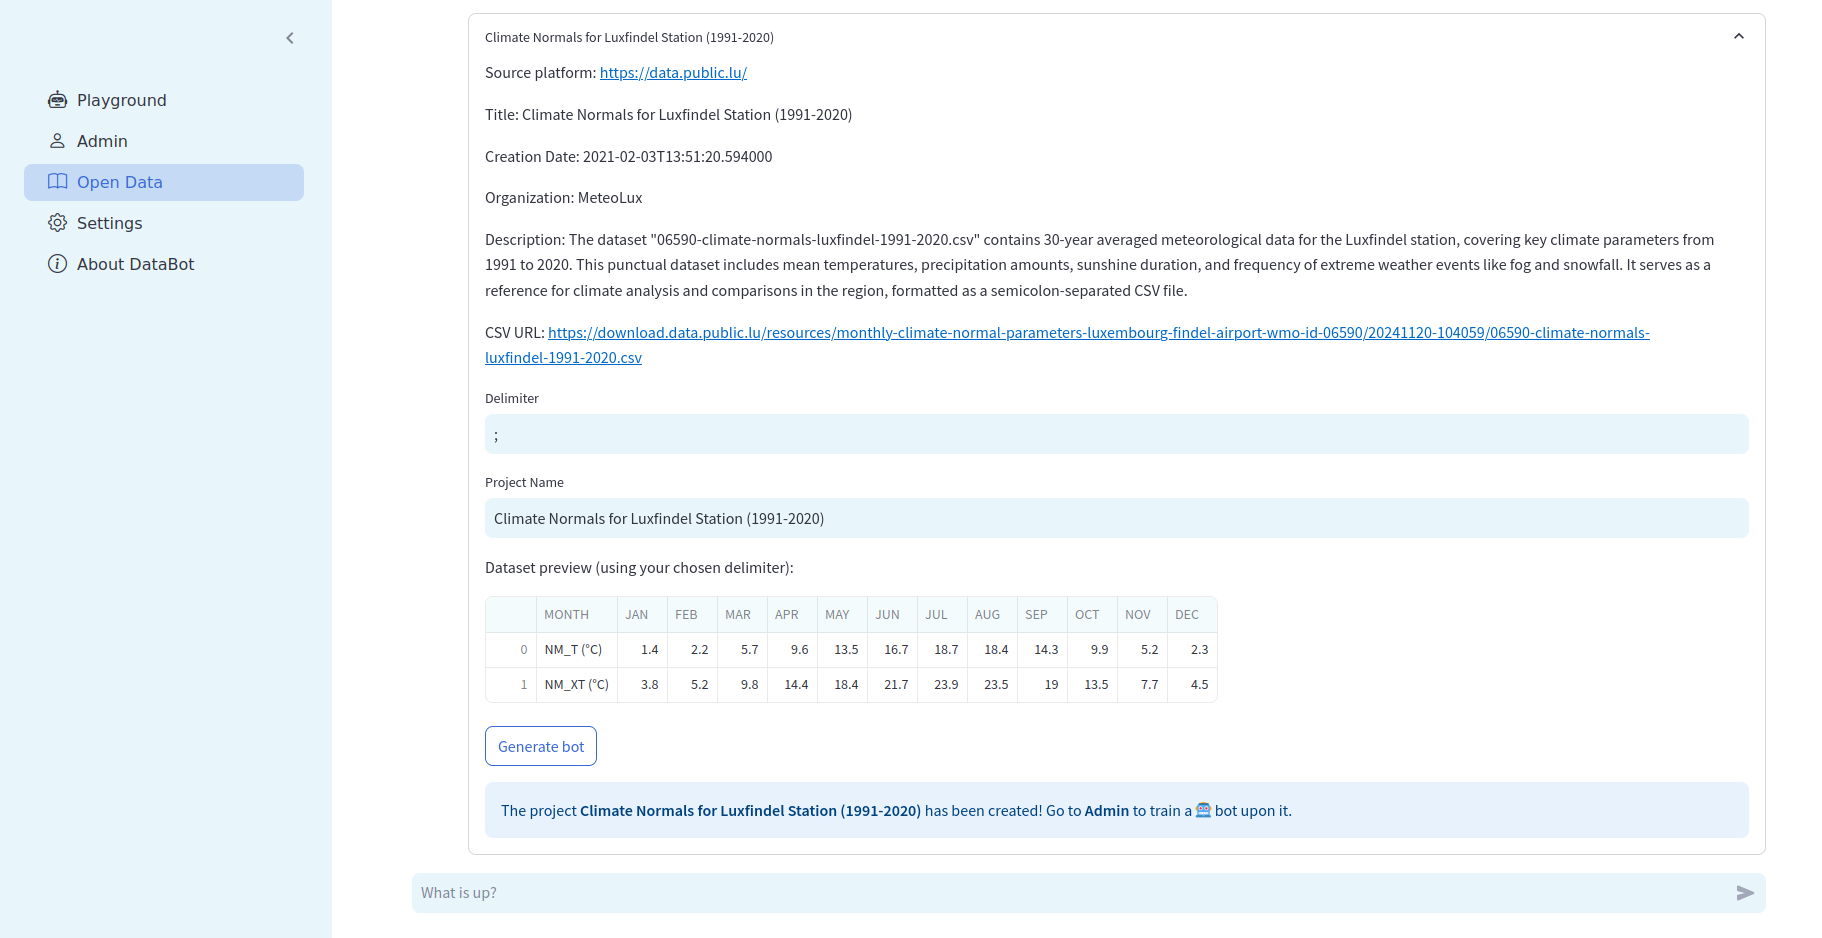 Playground
Admin
Open Data
Settings
About DataBot
Climate Normals for Luxfindel Station (1991-2020)
Source platform: https://data.public.lu/
Title: Climate Normals for Luxfindel Station (1991-2020)
Creation Date: 2021-02-03T13:51:20.594000
Organization: MeteoLux
Description: The dataset "06590-climate-normals-luxfindel-1991-2020.csv" contains 30-year averaged meteorological data for the Luxfindel station, covering key climate parameters from
1991 to 2020. This punctual dataset includes mean temperatures, precipitation amounts, sunshine duration, and frequency of extreme weather events like fog and snowfall. It serves as a
reference for climate analysis and comparisons in the region, formatted as a semicolon-separated CSV file.
CSV URL: https://download.data.public.lu/resources/monthly-climate-normal-parameters-luxembourg-findel-airport-wmo-id-06590/20241120-104059/06590-climate-normals-
luxfindel-1991-2020.csv
Delimiter
;
Project Name
Climate Normals for Luxfindel Station (1991-2020)
Dataset preview (using your chosen delimiter):
MONTH JAN FEB MAR APR MAY JUN JUL AUG SEP OCT NOV DEC
0 NM_T (°C) 1.4 2.2 5.7 9.6 13.5 16.7 18.7 18.4 14.3 9.9 5.2 2.3
1 NM_XT (°C) 3.8 5.2 9.8 14.4 18.4 21.7 23.9 23.5 19 13.5 7.7 4.5
Generate bot
The project Climate Normals for Luxfindel Station (1991-2020) has been created! Go to Admin to train a bot upon it.
What is up?